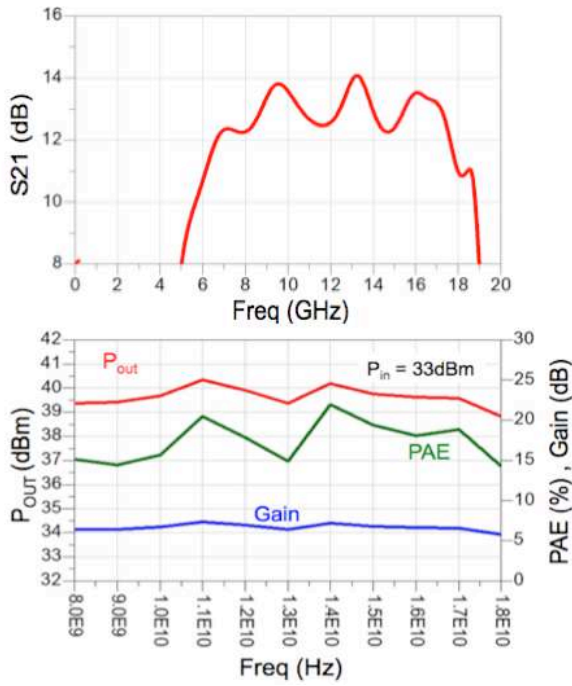 16
14
12
10
8
S21 (dB)
0 2 4 6 8 10 12 14 16 18 20
Freq (GHz)
42
41
40
39
38
37
36
35
34
33
32
P_OUT (dBm)
P_out
P_in = 33dBm
PAE
Gain
30
25
20
15
10
5
0
PAE (%) , Gain (dB)
8.0E9 9.0E9 1.0E10 1.1E10 1.2E10 1.3E10 1.4E10 1.5E10 1.6E10 1.7E10 1.8E10
Freq (Hz)